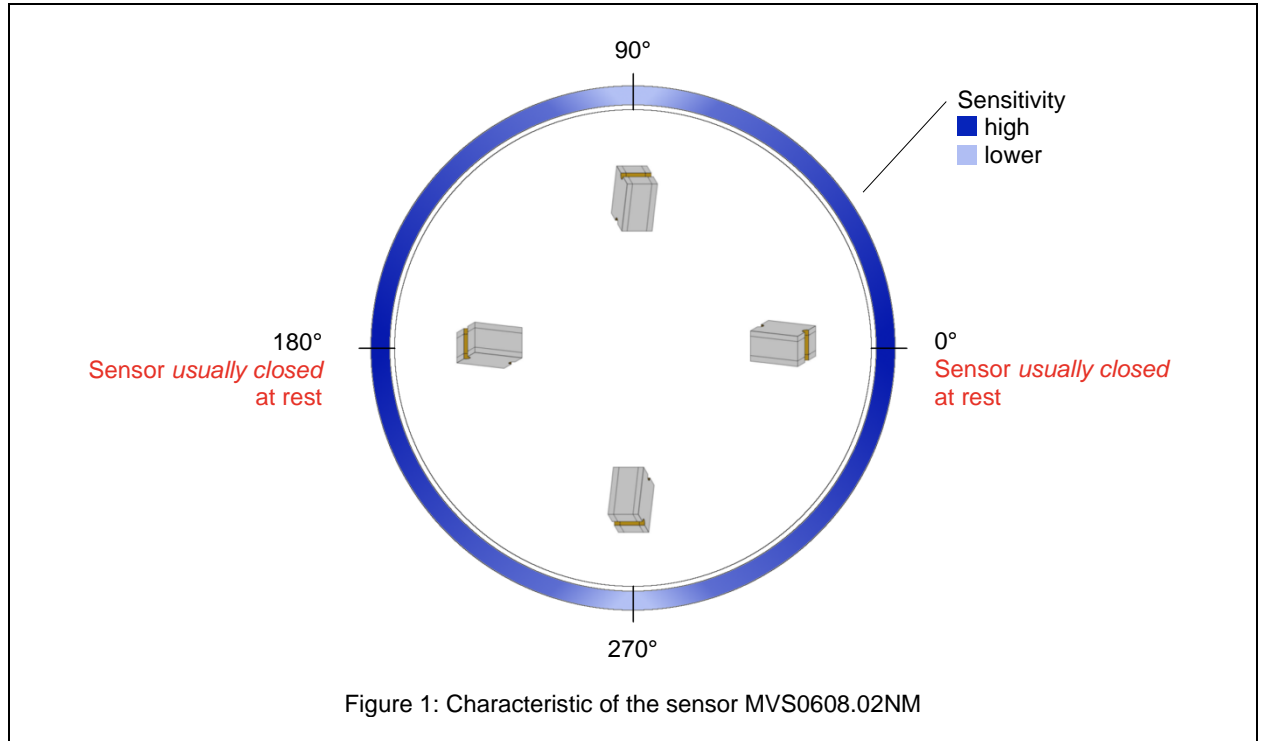 90°
Sensitivity
high
lower
180°
Sensor usually closed
at rest
0°
Sensor usually closed
at rest
270°
Figure 1: Characteristic of the sensor MVS0608.02NM